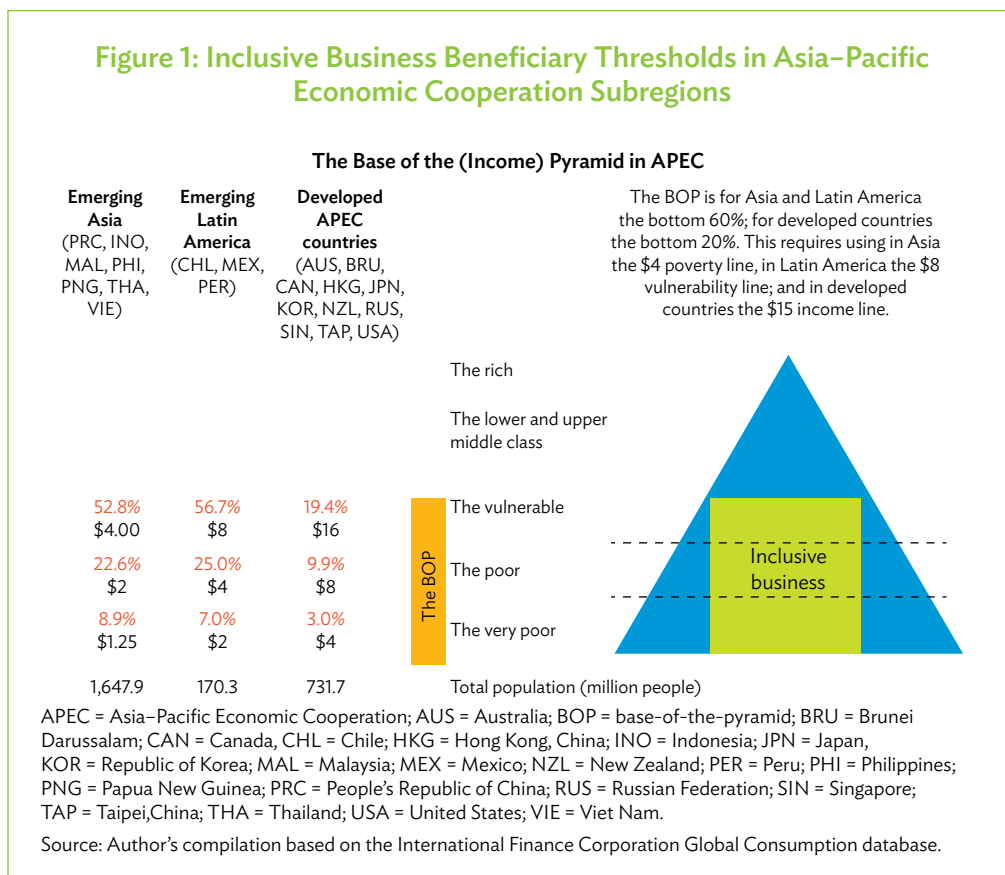 Figure 1: Inclusive Business Beneficiary Thresholds in Asia–Pacific
Economic Cooperation Subregions
The Base of the (Income) Pyramid in APEC
Emerging
Asia
(PRC, INO,
MAL, PHI,
PNG, THA,
VIE)
Emerging
Latin
America
(CHL, MEX,
PER)
Developed
APEC
countries
(AUS, BRU,
CAN, HKG, JPN,
KOR, NZL, RUS,
SIN, TAP, USA)
The BOP is for Asia and Latin America
the bottom 60%; for developed countries
the bottom 20%. This requires using in Asia
the $4 poverty line, in Latin America the $8
vulnerability line; and in developed
countries the $15 income line.
The rich
The lower and upper
middle class
52.8% 56.7% 19.4% The vulnerable
$4.00 $8 $16
22.6% 25.0% 9.9% The poor
$2 $4 $8
8.9% 7.0% 3.0% The very poor
$1.25 $2 $4
The BOP
Inclusive
business
1,647.9 170.3 731.7 Total population (million people)
APEC = Asia–Pacific Economic Cooperation; AUS = Australia; BOP = base-of-the-pyramid; BRU = Brunei
Darussalam; CAN = Canada, CHL = Chile; HKG = Hong Kong, China; INO = Indonesia; JPN = Japan,
KOR = Republic of Korea; MAL = Malaysia; MEX = Mexico; NZL = New Zealand; PER = Peru; PHI = Philippines;
PNG = Papua New Guinea; PRC = People's Republic of China; RUS = Russian Federation; SIN = Singapore;
TAP = Taipei,China; THA = Thailand; USA = United States; VIE = Viet Nam.
Source: Author's compilation based on the International Finance Corporation Global Consumption database.